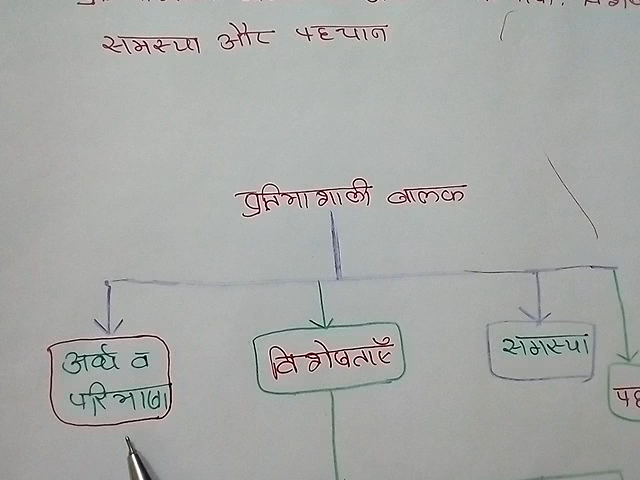 समस्या और पहचान
प्रतिभाशाली बालक
अर्थ व
परिभाषा
विशेषताएँ
समस्या